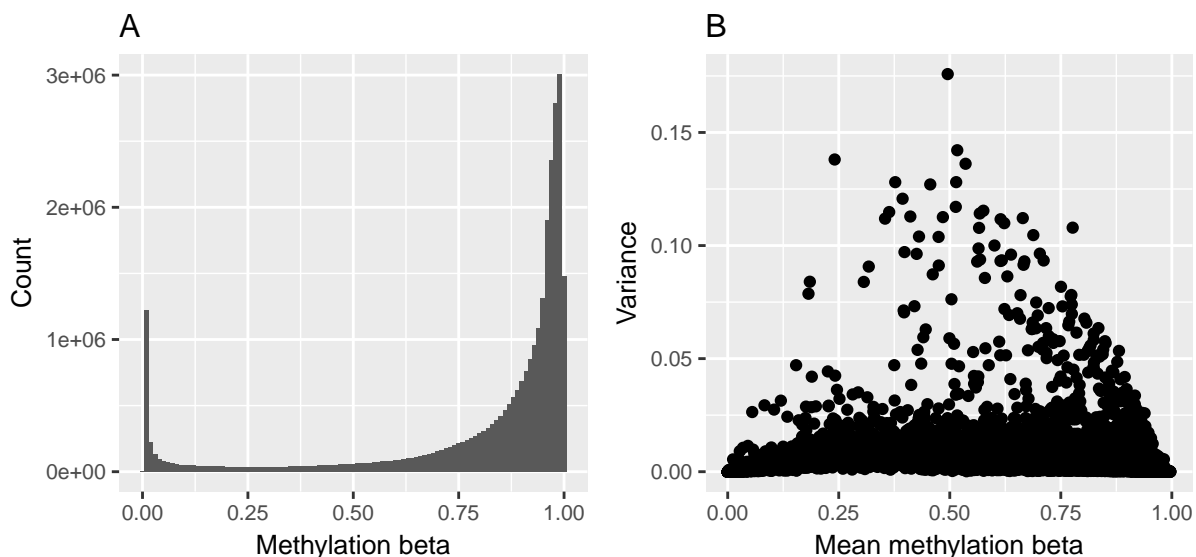 A
3e+06
2e+06
1e+06
0e+00
Count
0.00 0.25 0.50 0.75 1.00
Methylation beta
B
0.15
0.10
0.05
0.00
Variance
0.00 0.25 0.50 0.75 1.00
Mean methylation beta